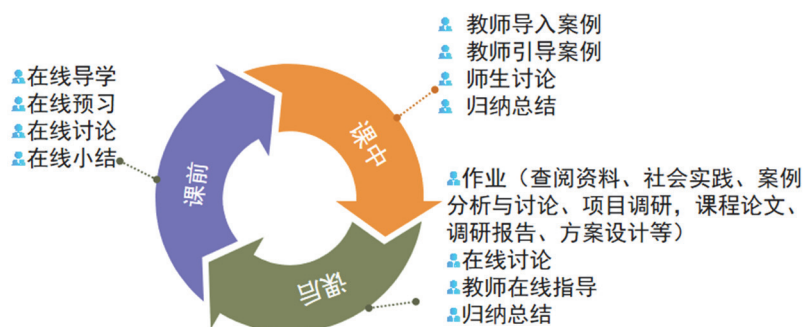 在线导学
在线预习
在线讨论
在线小结
课前
课中
教师导入案例
教师引导案例
师生讨论
归纳总结
作业（查阅资料、社会实践、案例
分析与讨论、项目调研，课程论文、
调研报告、方案设计等）
在线讨论
教师在线指导
归纳总结
课后